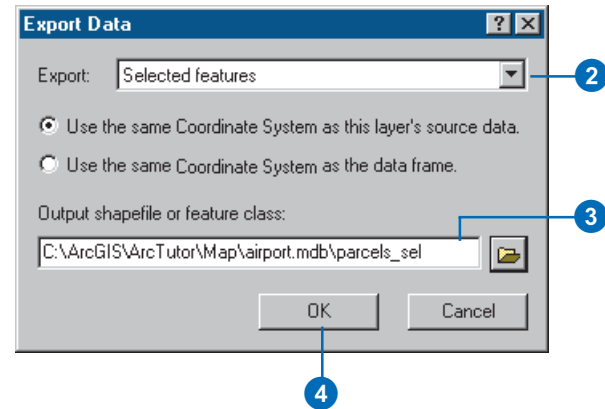 Export Data
Export: Selected features 2
Use the same Coordinate System as this layer's source data.
Use the same Coordinate System as the data frame.
Output shapefile or feature class: 3
C:\ArcGIS\ArcTutor\Map\airport.mdb\parcels_sel
OK Cancel
4